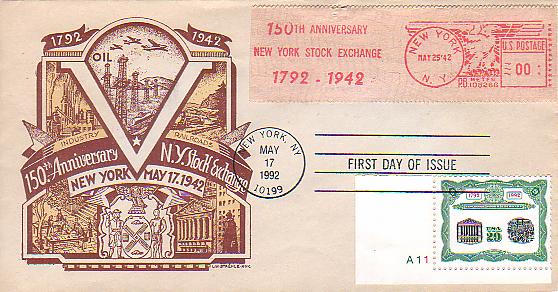 1792 1942
OIL
INDUSTRY RAILROADS
150th Anniversary N.Y. Stock Exchange
NEW YORK MAY 17, 1942
150TH ANNIVERSARY
NEW YORK STOCK EXCHANGE
1792 - 1942
NEW YORK
MAY 25 '42
N.Y.
U.S. POSTAGE
00
P.B. METER
NEW YORK, NY
MAY
17
1992
10199
FIRST DAY OF ISSUE
1792 1992
USA
29
A11